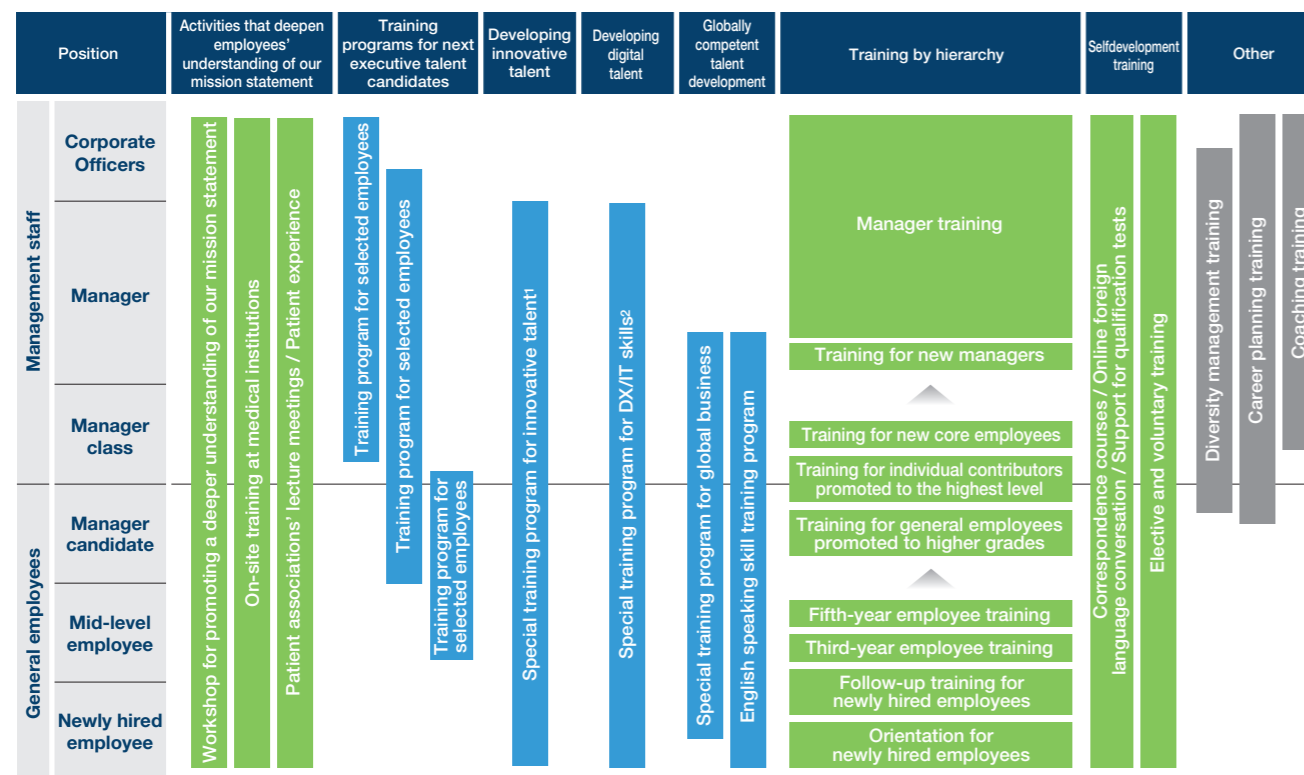 Position
Activities that deepen
employees'
understanding of our
mission statement
Training
programs for next
executive talent
candidates
Developing
innovative
talent
Developing
digital
talent
Globally
competent
talent
development
Training by hierarchy
Selfdevelopment
training
Other
Management staff
General employees
Corporate
Officers
Manager
Manager
class
Manager
candidate
Mid-level
employee
Newly hired
employee
Workshop for promoting a deeper understanding of our mission statement
On-site training at medical institutions
Patient associations' lecture meetings / Patient experience
Training program for selected employees
Training program for selected employees
Training program for
selected employees
Special training program for innovative talent1
Special training program for DX/IT skills2
Special training program for global business
English speaking skill training program
Manager training
Training for new managers
Training for new core employees
Training for individual contributors
promoted to the highest level
Training for general employees
promoted to higher grades
Fifth-year employee training
Third-year employee training
Follow-up training for
newly hired employees
Orientation for
newly hired employees
Correspondence courses / Online foreign
language conversation / Support for qualification tests
Elective and voluntary training
Diversity management training
Career planning training
Coaching training